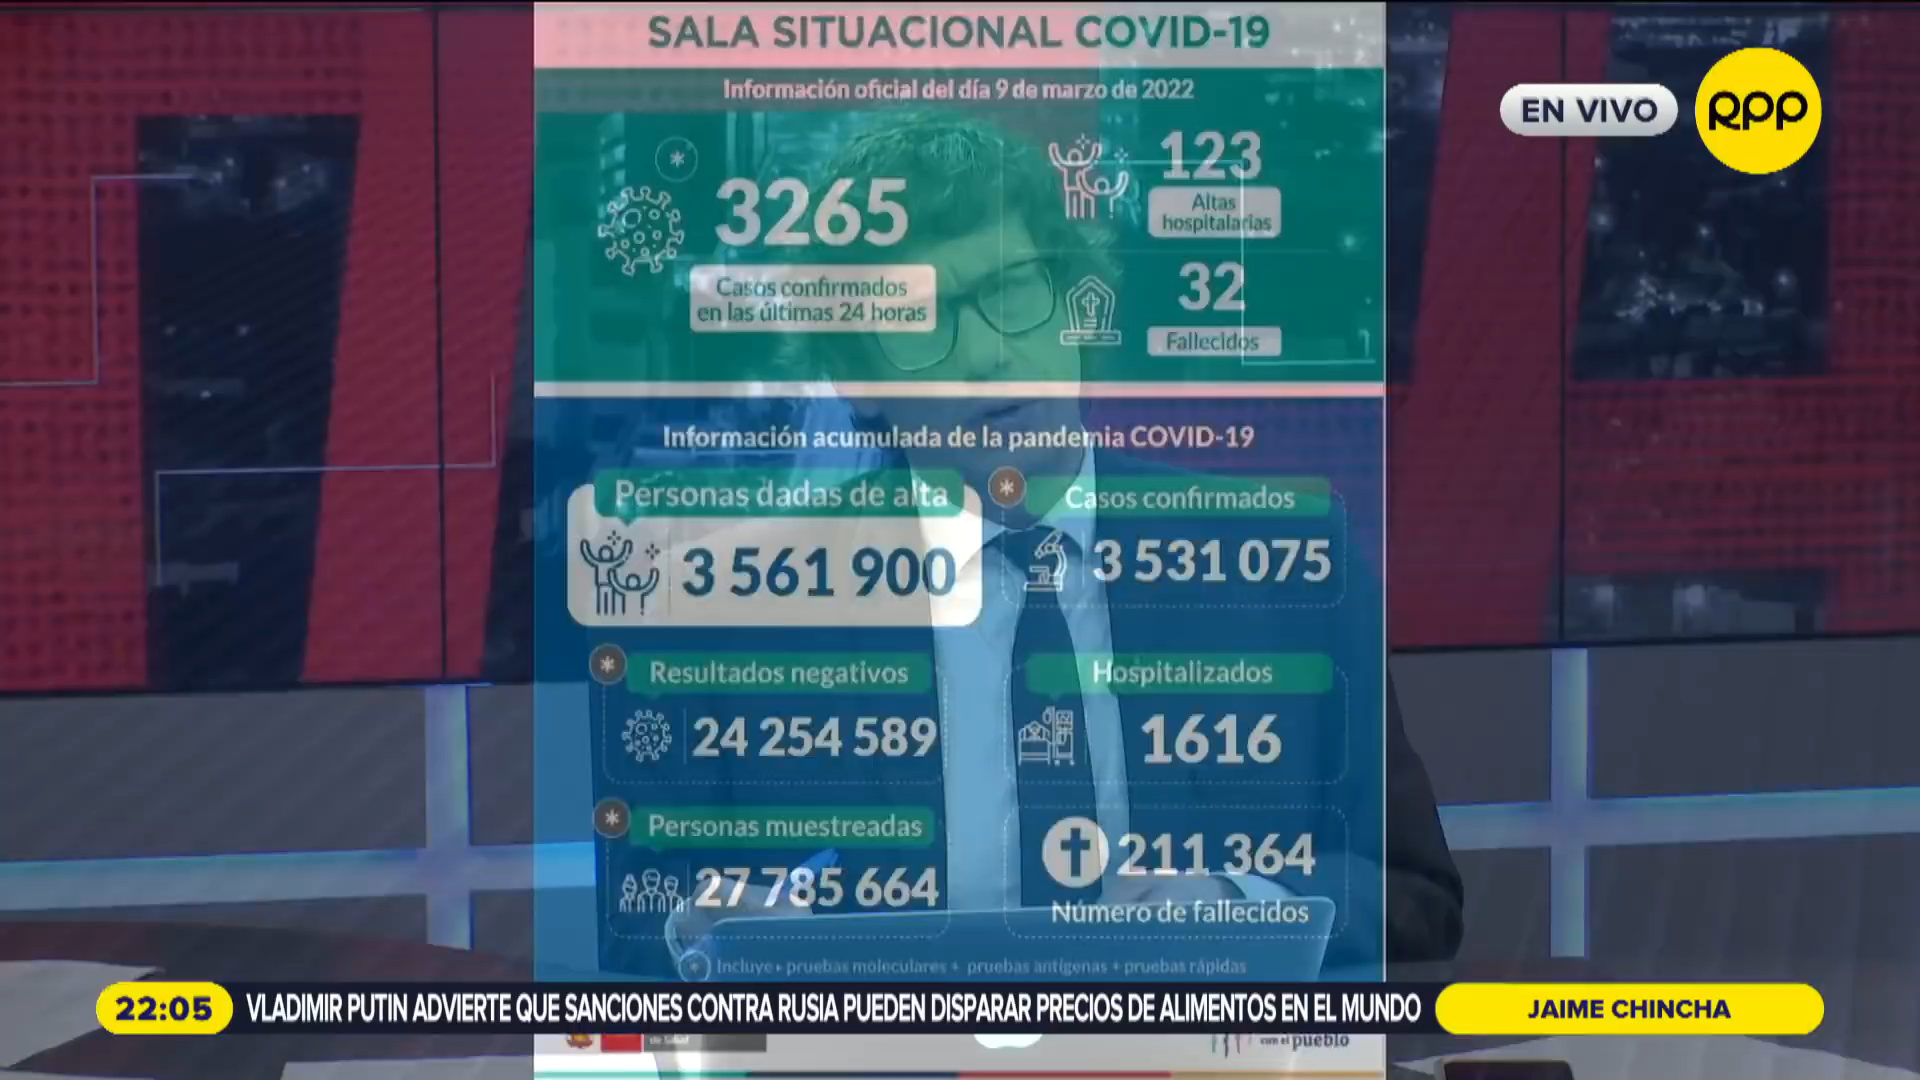 SALA SITUACIONAL COVID-19
Información oficial del día 9 de marzo de 2022
EN VIVO
rpp
*
3265
Casos confirmados
en las últimas 24 horas
123
Altas
hospitalarias
32
Fallecidos
Información acumulada de la pandemia COVID-19
Personas dadas de alta
3 561 900
*
Casos confirmados
3 531 075
*
Resultados negativos
24 254 589
Hospitalizados
1616
*
Personas muestreadas
27 785 664
211 364
Número de fallecidos
* Incluye • pruebas moleculares + pruebas antígenas + pruebas rápidas
22:05
VLADIMIR PUTIN ADVIERTE QUE SANCIONES CONTRA RUSIA PUEDEN DISPARAR PRECIOS DE ALIMENTOS EN EL MUNDO
JAIME CHINCHA
de Salud
con el pueblo